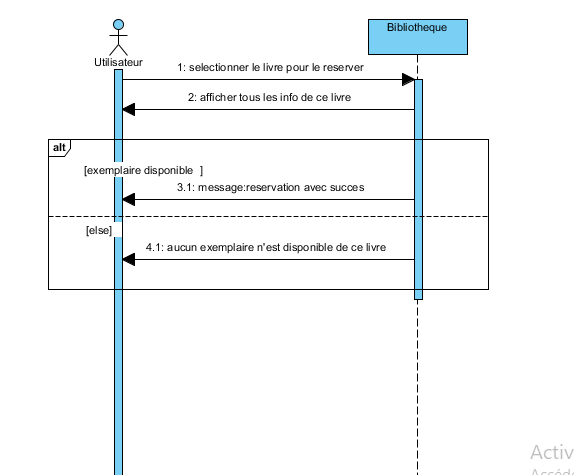 Bibliotheque
Utilisateur
1: selectionner le livre pour le reserver
2: afficher tous les info de ce livre
alt
[exemplaire disponible ]
3.1: message:reservation avec succes
[else]
4.1: aucun exemplaire n'est disponible de ce livre
Activ
Accéde